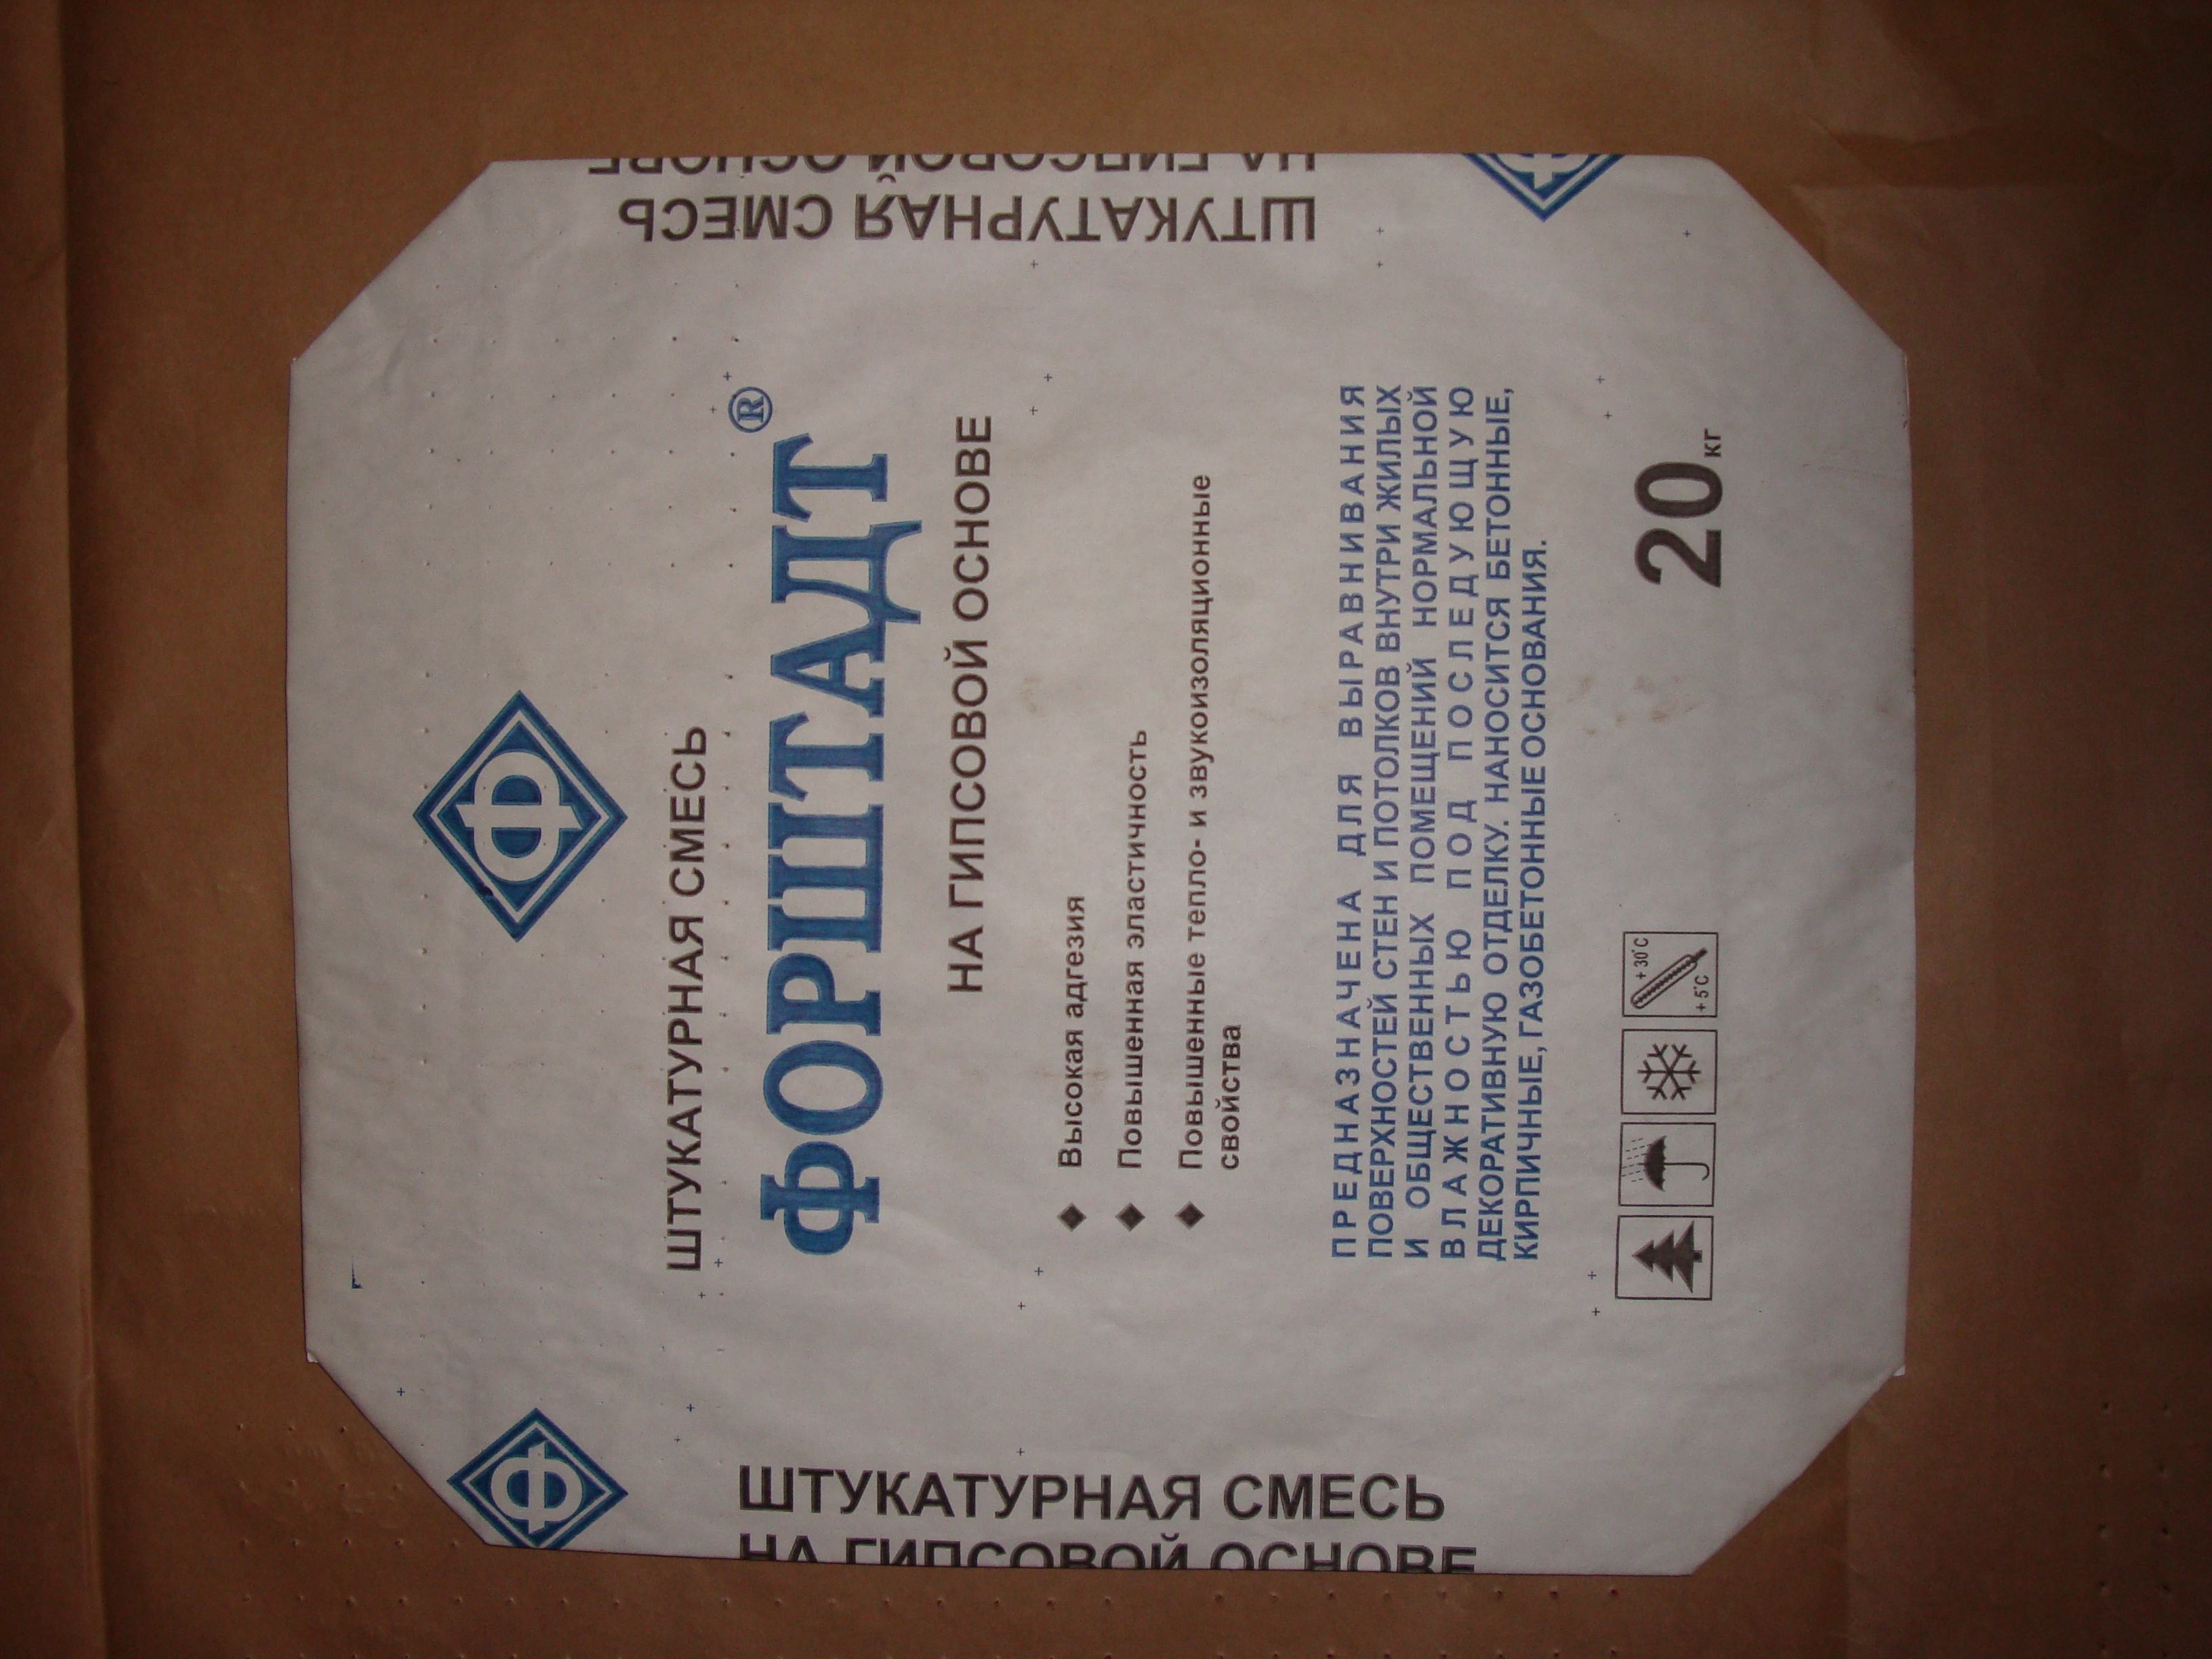 Ф
ШТУКАТУРНАЯ СМЕСЬ
ФОРШТАДТ®
НА ГИПСОВОЙ ОСНОВЕ
Высокая адгезия
Повышенная эластичность
Повышенные тепло- и звукоизоляционные
свойства
ПРЕДНАЗНАЧЕНА ДЛЯ ВЫРАВНИВАНИЯ
ПОВЕРХНОСТЕЙ СТЕН И ПОТОЛКОВ ВНУТРИ ЖИЛЫХ
И ОБЩЕСТВЕННЫХ ПОМЕЩЕНИЙ НОРМАЛЬНОЙ
ВЛАЖНОСТЬЮ ПОД ПОСЛЕДУЮЩУЮ
ДЕКОРАТИВНУЮ ОТДЕЛКУ. НАНОСИТСЯ БЕТОННЫЕ,
КИРПИЧНЫЕ, ГАЗОБЕТОННЫЕ ОСНОВАНИЯ.
+5°C +30°C
20 кг
Ф
ШТУКАТУРНАЯ СМЕСЬ
НА ГИПСОВОЙ ОСНОВЕ
Ф
ШТУКАТУРНАЯ СМЕСЬ
НА ГИПСОВОЙ ОСНОВЕ